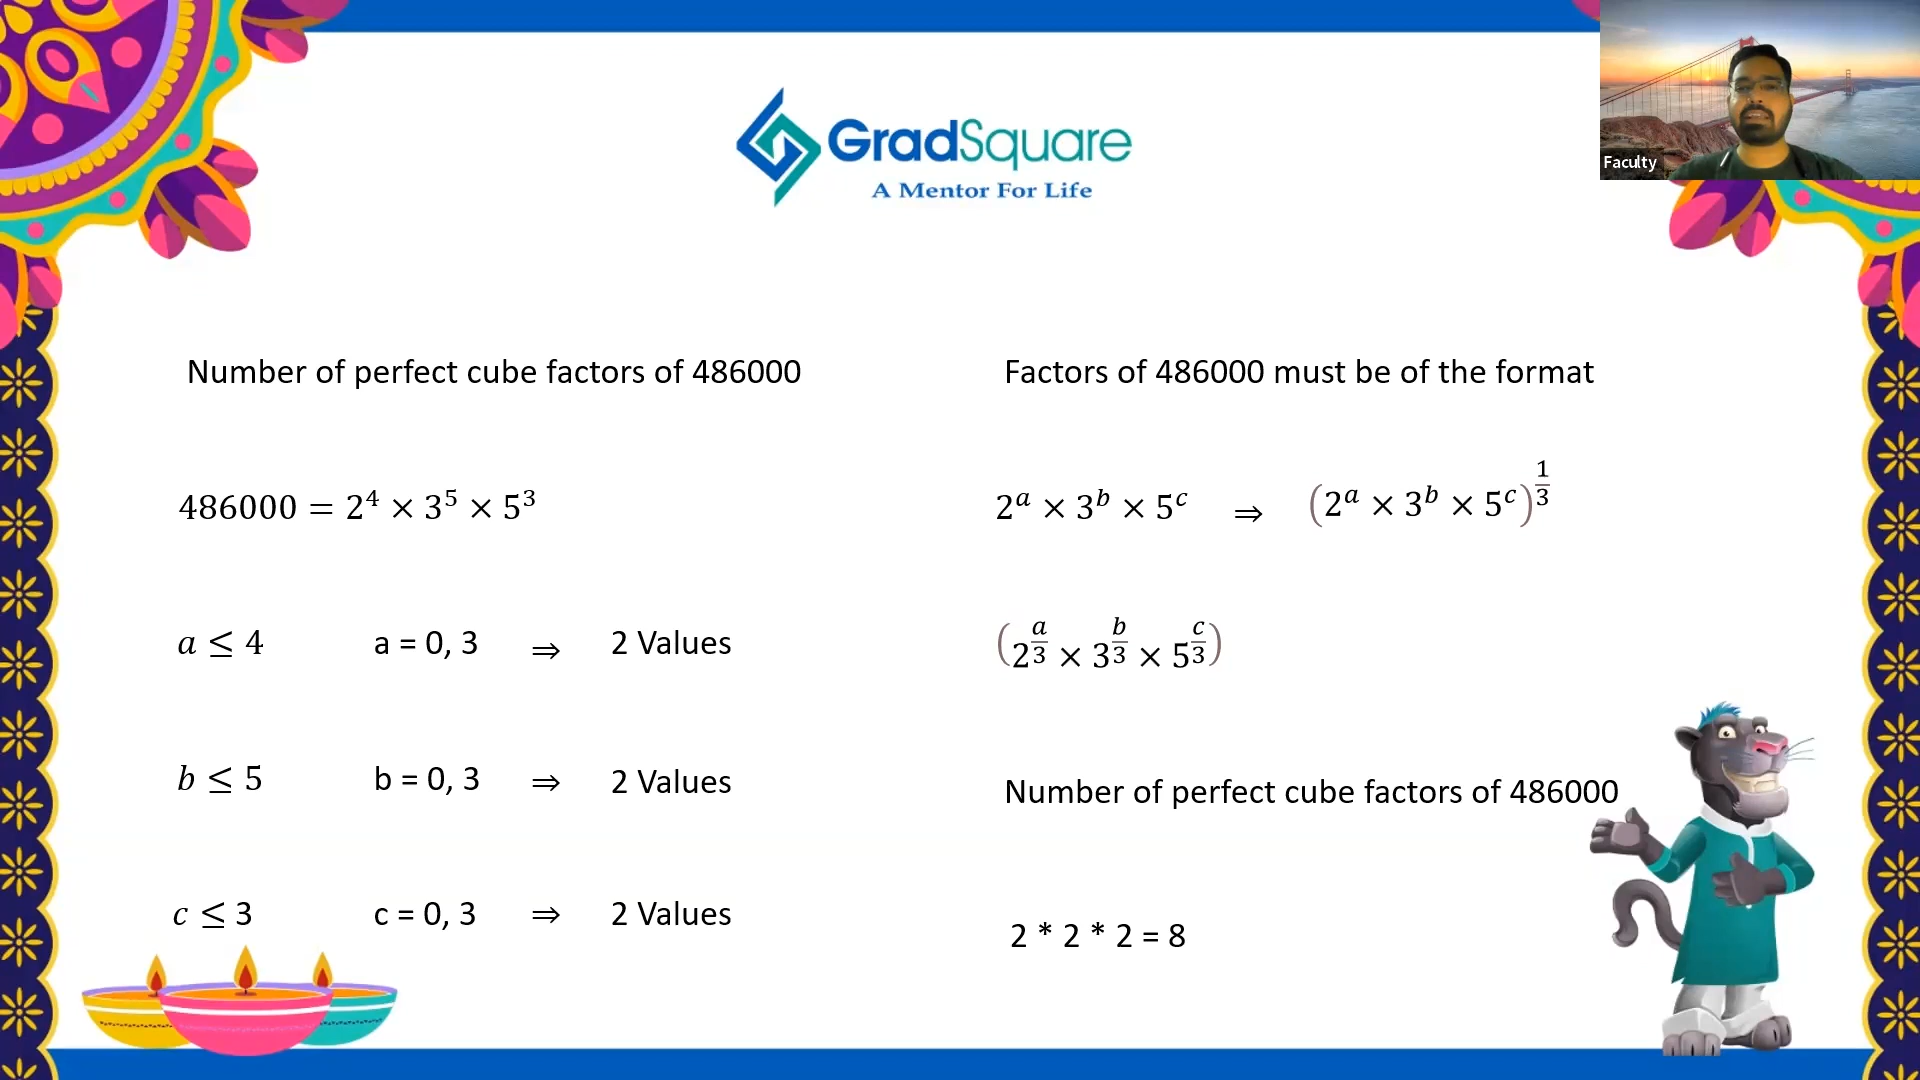 GradSquare
A Mentor For Life
Faculty
Number of perfect cube factors of 486000
486000 = 2⁴ × 3⁵ × 5³
a ≤ 4 a = 0, 3 ⇒ 2 Values
b ≤ 5 b = 0, 3 ⇒ 2 Values
c ≤ 3 c = 0, 3 ⇒ 2 Values
Factors of 486000 must be of the format
2ᵃ × 3ᵇ × 5ᶜ ⇒ (2ᵃ × 3ᵇ × 5ᶜ)^(1/3)
(2^(a/3) × 3^(b/3) × 5^(c/3))
Number of perfect cube factors of 486000
2 * 2 * 2 = 8